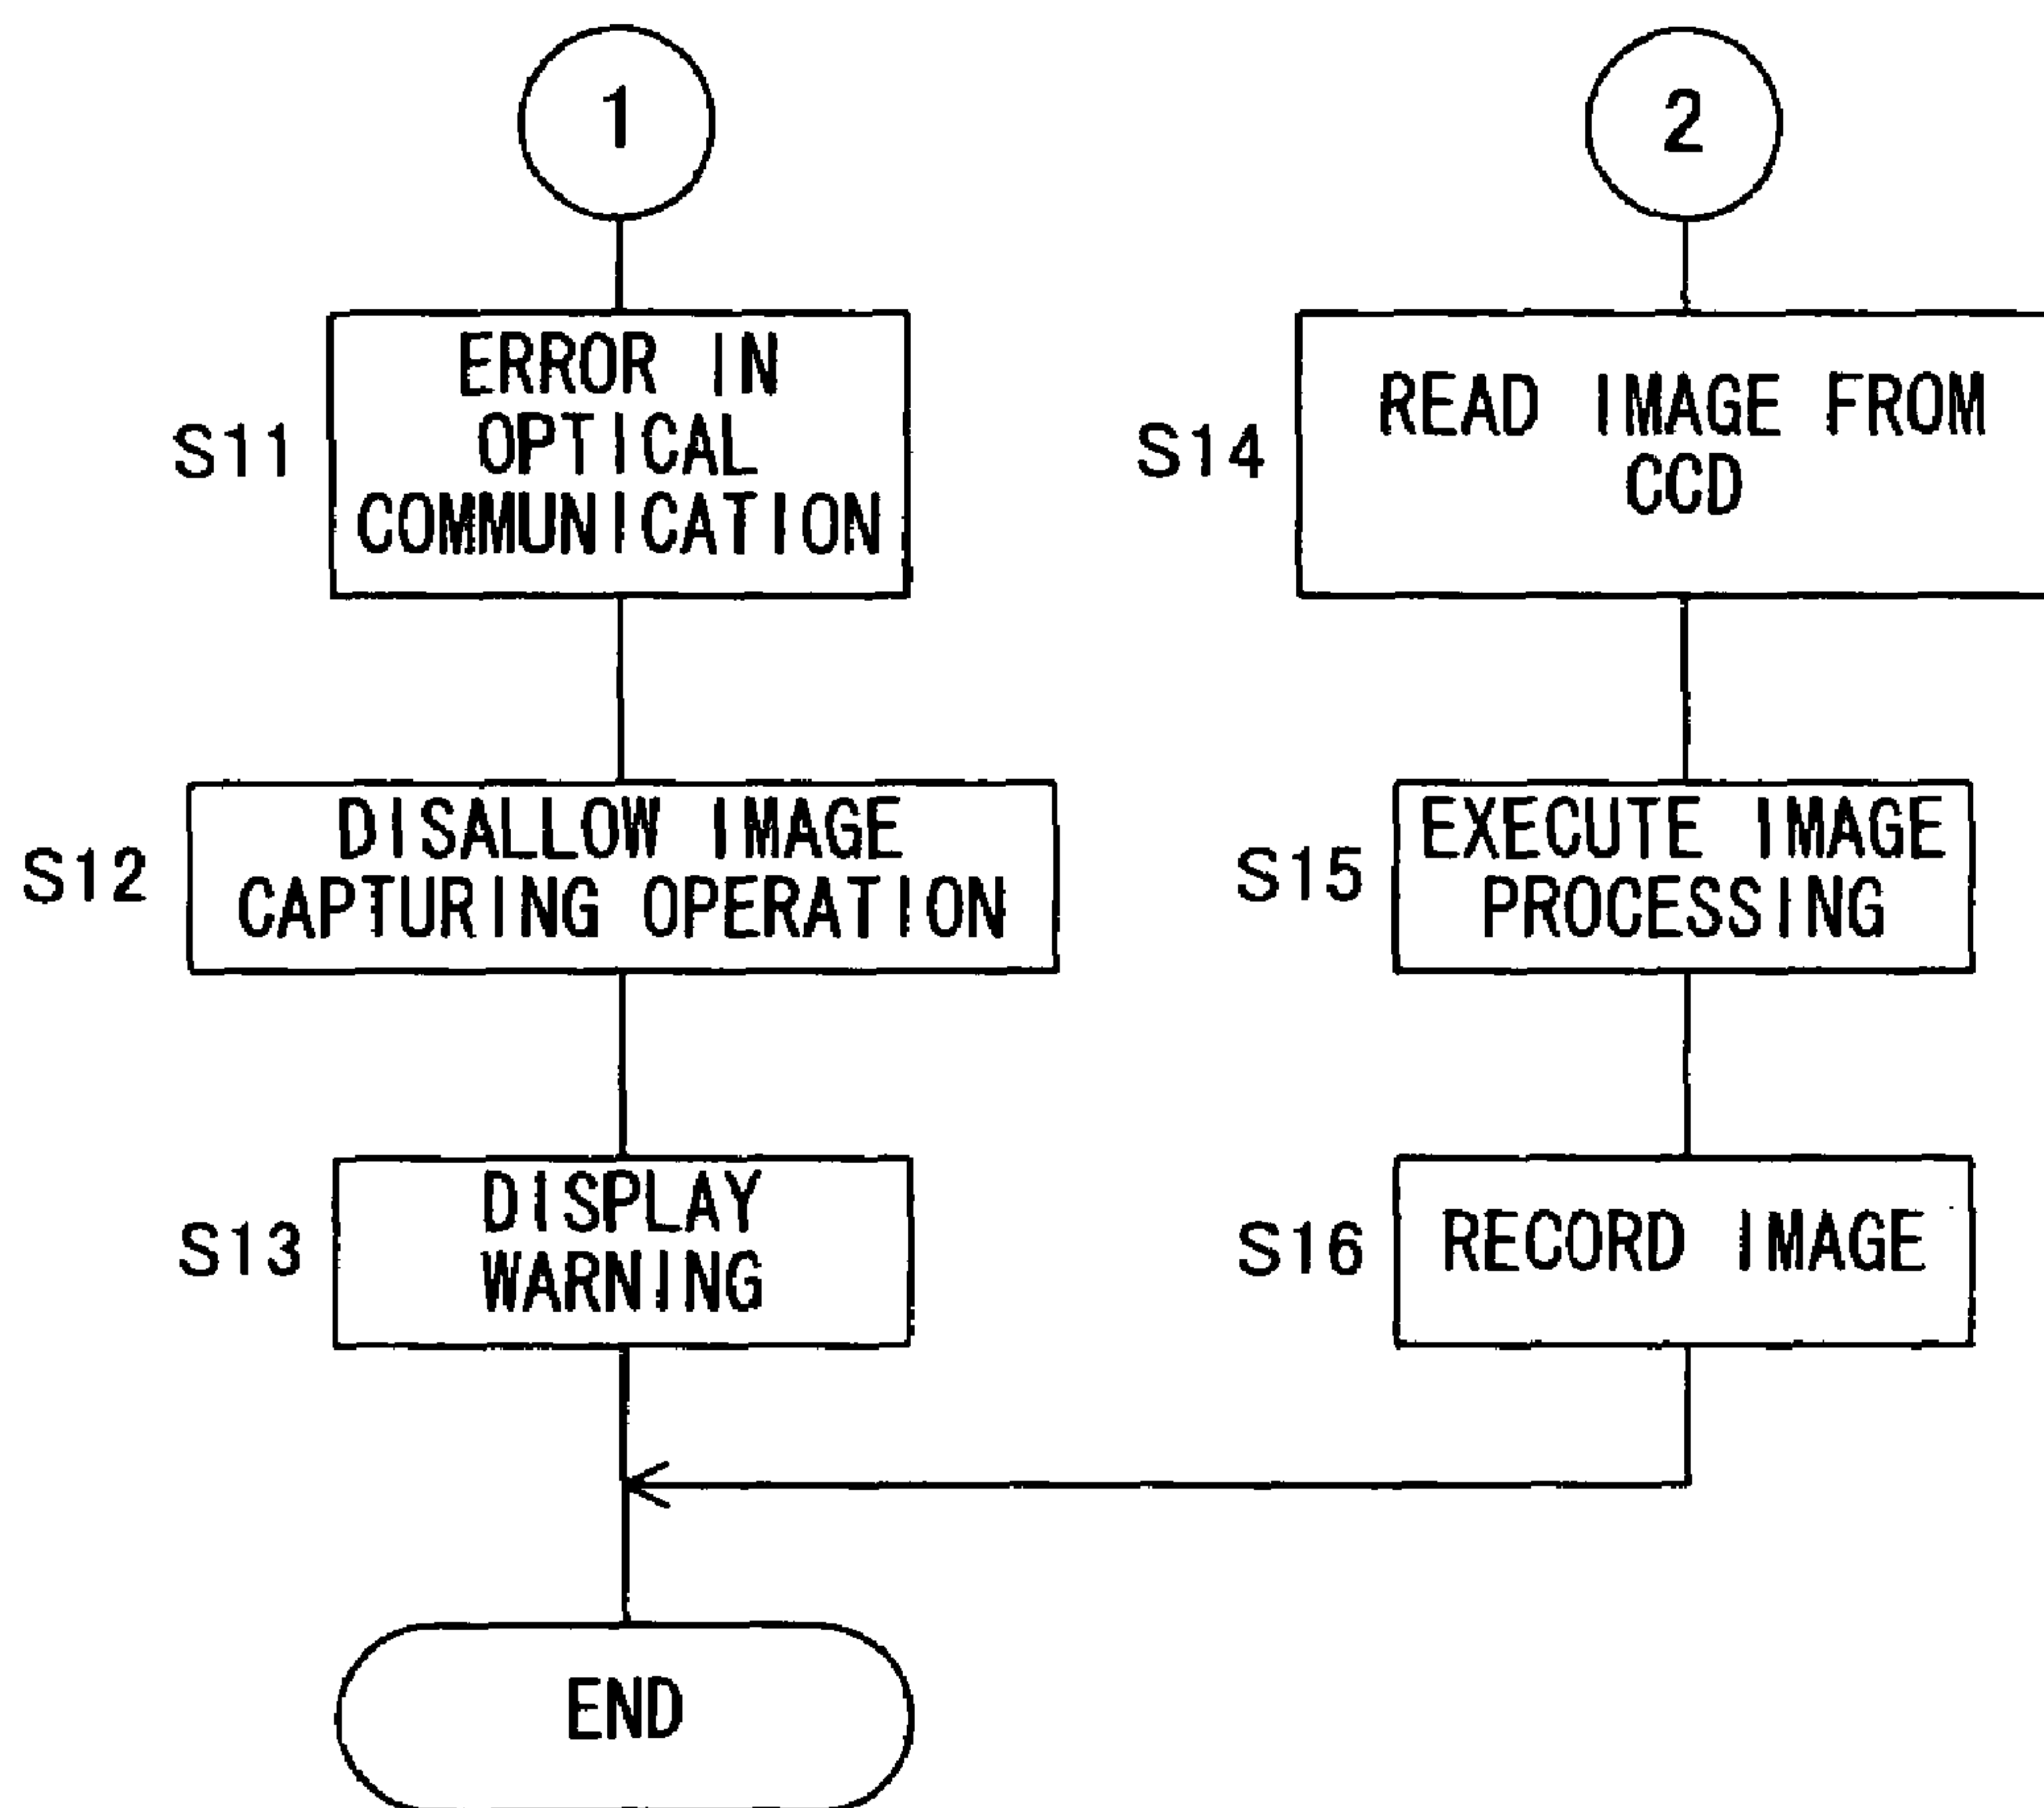 1
S11
ERROR IN
OPTICAL
COMMUNICATION
S12
DISALLOW IMAGE
CAPTURING OPERATION
S13
DISPLAY
WARNING
2
S14
READ IMAGE FROM
CCD
S15
EXECUTE IMAGE
PROCESSING
S16
RECORD IMAGE
END